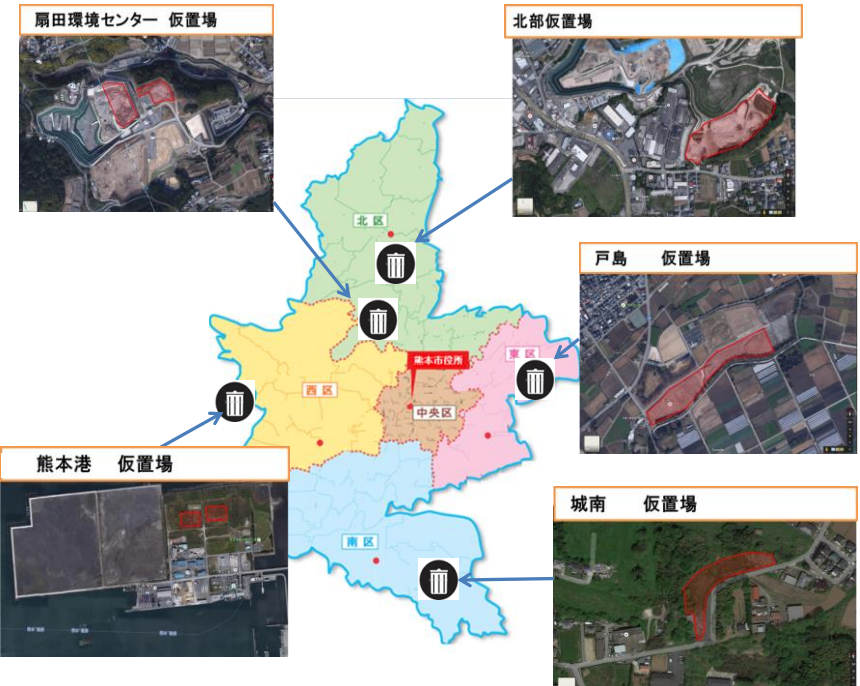 扇田環境センター 仮置場
北部仮置場
北区
戸島 仮置場
東区
熊本市役所
西区
中央区
熊本港 仮置場
城南 仮置場
南区